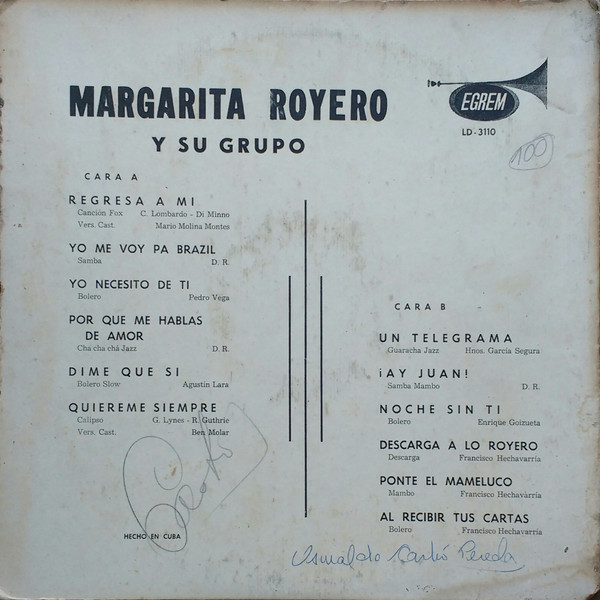 MARGARITA ROYERO
Y SU GRUPO
EGREM
LD-3110
100
CARA A
REGRESA A MI
Canción Fox C. Lombardo - Di Minno
Vers. Cast. Mario Molina Montes
YO ME VOY PA BRAZIL
Samba D. R.
YO NECESITO DE TI
Bolero Pedro Vega
POR QUE ME HABLAS
DE AMOR
Cha cha chá Jazz D. R.
DIME QUE SI
Bolero Slow Agustín Lara
QUIEREME SIEMPRE
Calipso G. Lynes - R. Guthrie
Vers. Cast. Ben Molar
HECHO EN CUBA
CARA B
UN TELEGRAMA
Guaracha Jazz Hnos. García Segura
¡AY JUAN!
Samba Mambo D. R.
NOCHE SIN TI
Bolero Enrique Goizueta
DESCARGA A LO ROYERO
Descarga Francisco Hechavarría
PONTE EL MAMELUCO
Mambo Francisco Hechavárría
AL RECIBIR TUS CARTAS
Bolero Francisco Hechavarría